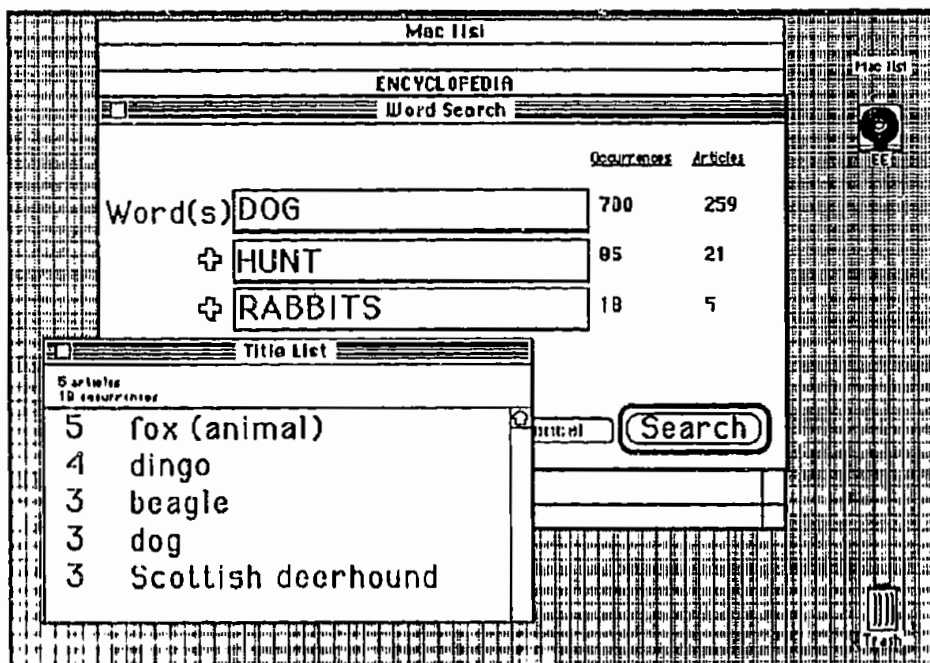 Mac IIsi
ENCYCLOPEDIA
Word Search
Mac IIsi
EE
Occurrences Articles
Word(s) DOG 700 259
HUNT 85 21
RABBITS 18 5
Title List
5 articles
18 occurrences
5 fox (animal)
4 dingo
3 beagle
3 dog
3 Scottish deerhound
Search
Trash